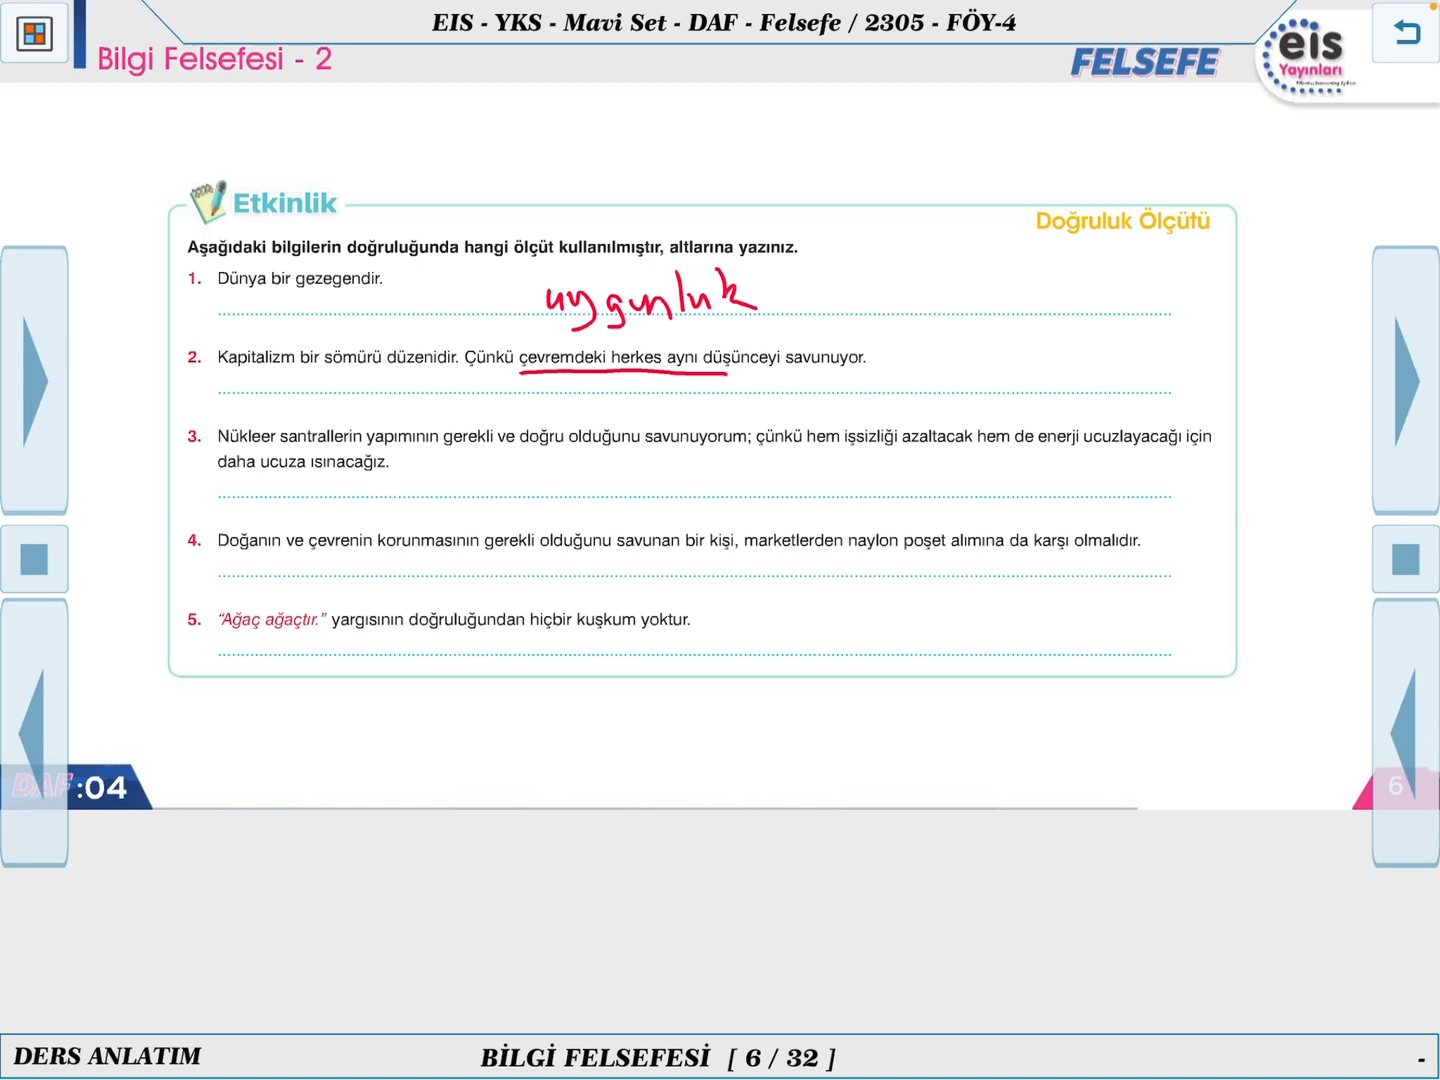 EIS - YKS - Mavi Set - DAF - Felsefe / 2305 - FÖY-4
Bilgi Felsefesi - 2
FELSEFE
eis
Yayınları
Etkinlik
Doğruluk Ölçütü
Aşağıdaki bilgilerin doğruluğunda hangi ölçüt kullanılmıştır, altlarına yazınız.
1. Dünya bir gezegendir.
uygunluk
2. Kapitalizm bir sömürü düzenidir. Çünkü çevremdeki herkes aynı düşünceyi savunuyor.
3. Nükleer santrallerin yapımının gerekli ve doğru olduğunu savunuyorum; çünkü hem işsizliği azaltacak hem de enerji ucuzlayacağı için
daha ucuza ısınacağız.
4. Doğanın ve çevrenin korunmasının gerekli olduğunu savunan bir kişi, marketlerden naylon poşet alımına da karşı olmalıdır.
5. "Ağaç ağaçtır." yargısının doğruluğundan hiçbir kuşkum yoktur.
DAF :04
6
DERS ANLATIM
BİLGİ FELSEFESİ [ 6 / 32 ]
-